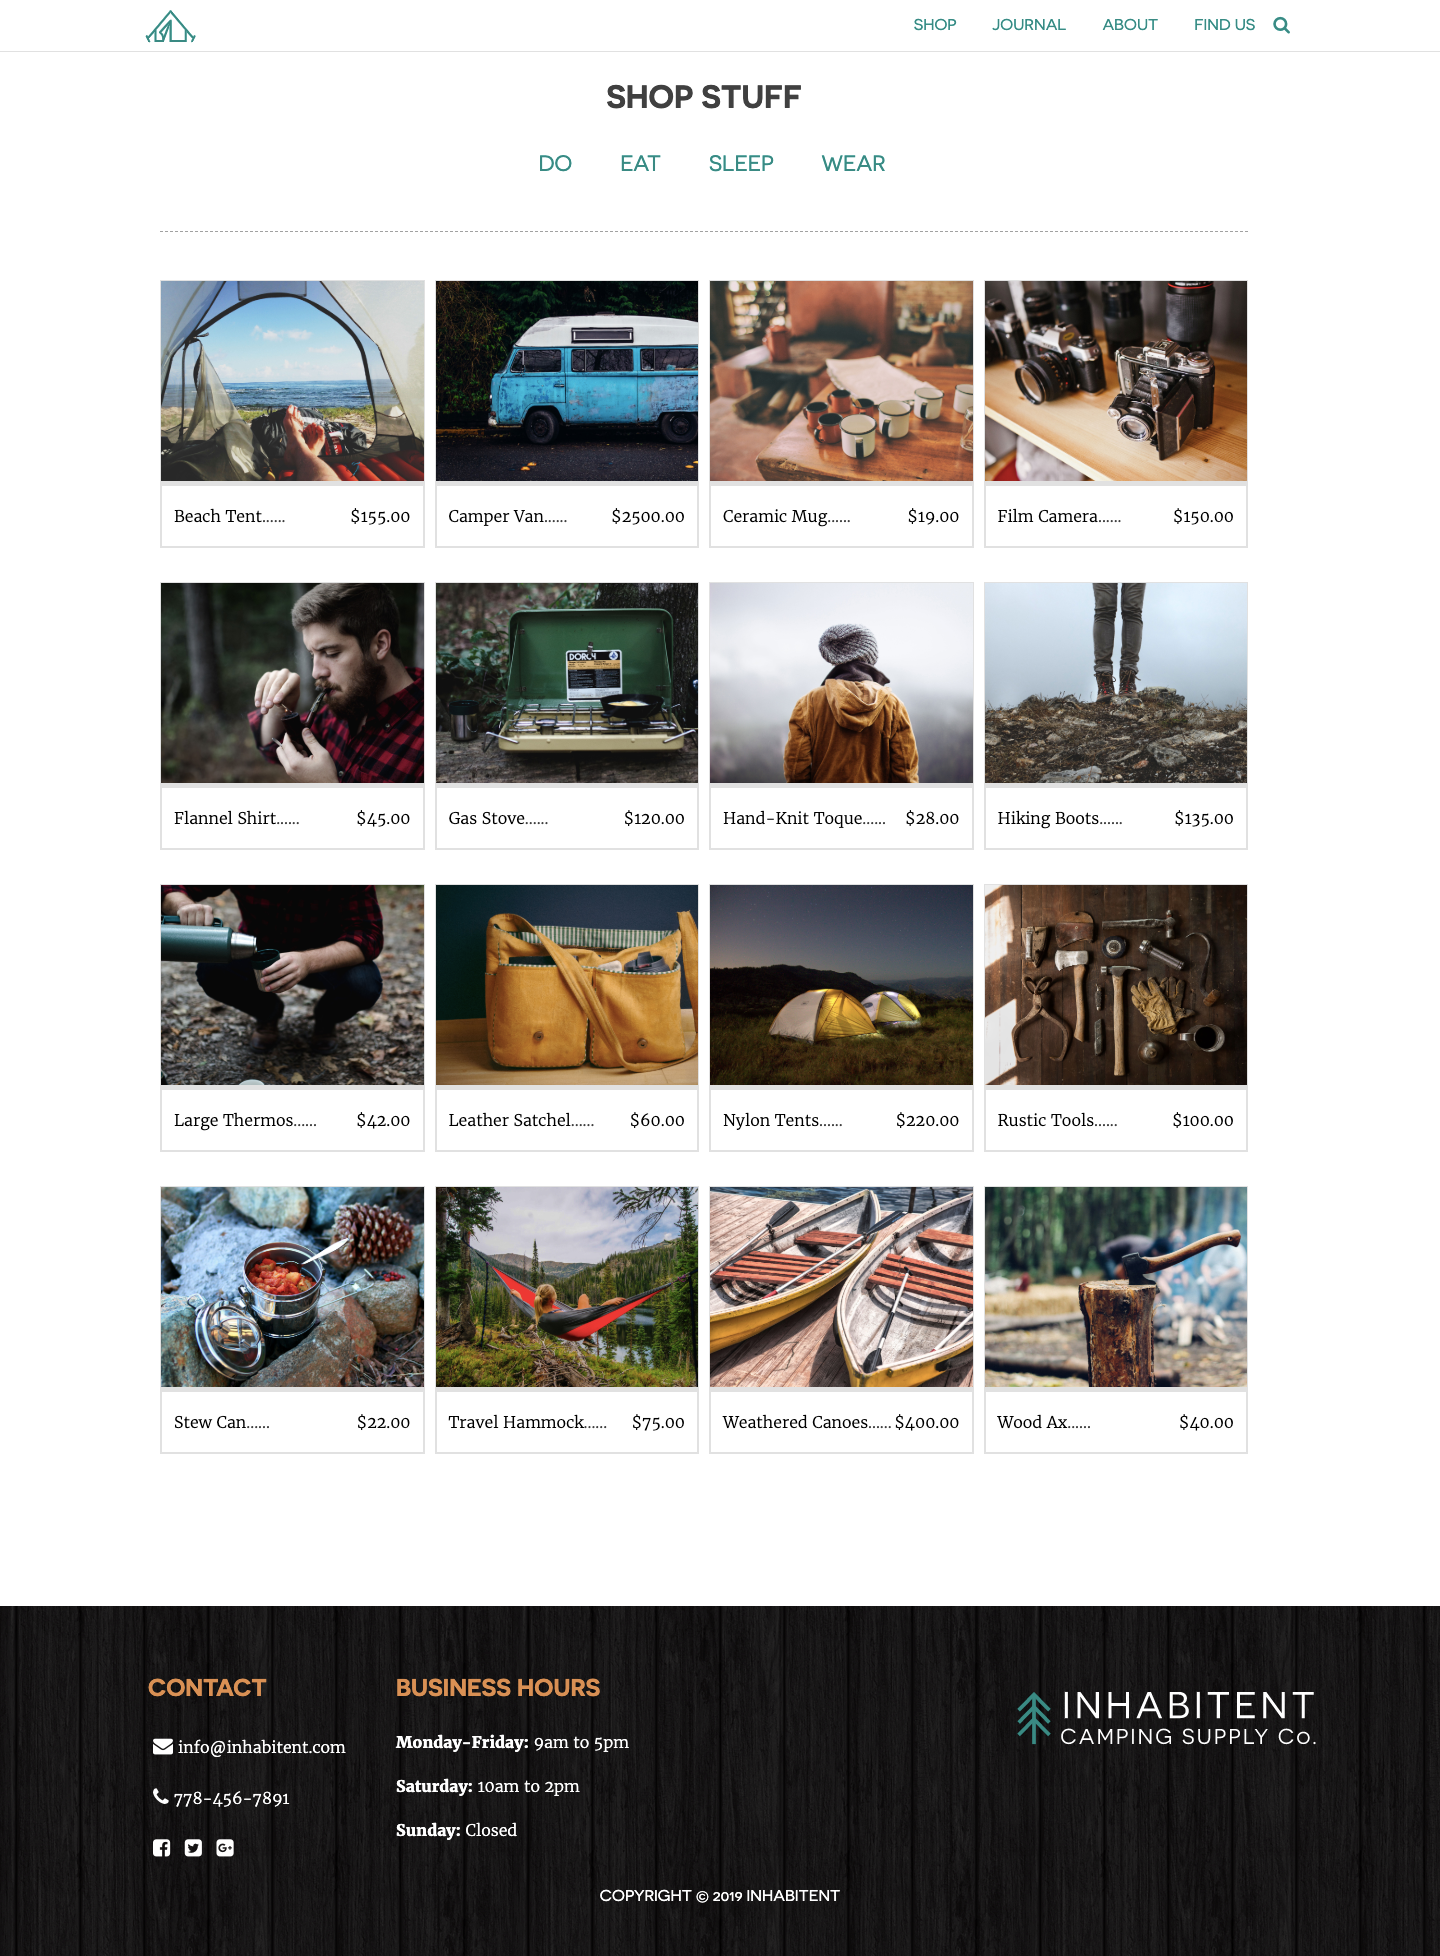 SHOP JOURNAL ABOUT FIND US
SHOP STUFF
DO EAT SLEEP WEAR
Beach Tent...... $155.00
Camper Van...... $2500.00
Ceramic Mug...... $19.00
Film Camera...... $150.00
DORCY
Flannel Shirt...... $45.00
Gas Stove...... $120.00
Hand-Knit Toque...... $28.00
Hiking Boots...... $135.00
Large Thermos...... $42.00
Leather Satchel...... $60.00
Nylon Tents...... $220.00
Rustic Tools...... $100.00
Stew Can...... $22.00
Travel Hammock...... $75.00
Weathered Canoes...... $400.00
Wood Ax...... $40.00
CONTACT
info@inhabitent.com
778-456-7891
BUSINESS HOURS
Monday-Friday: 9am to 5pm
Saturday: 10am to 2pm
Sunday: Closed
INHABITENT
CAMPING SUPPLY Co.
COPYRIGHT © 2019 INHABITENT